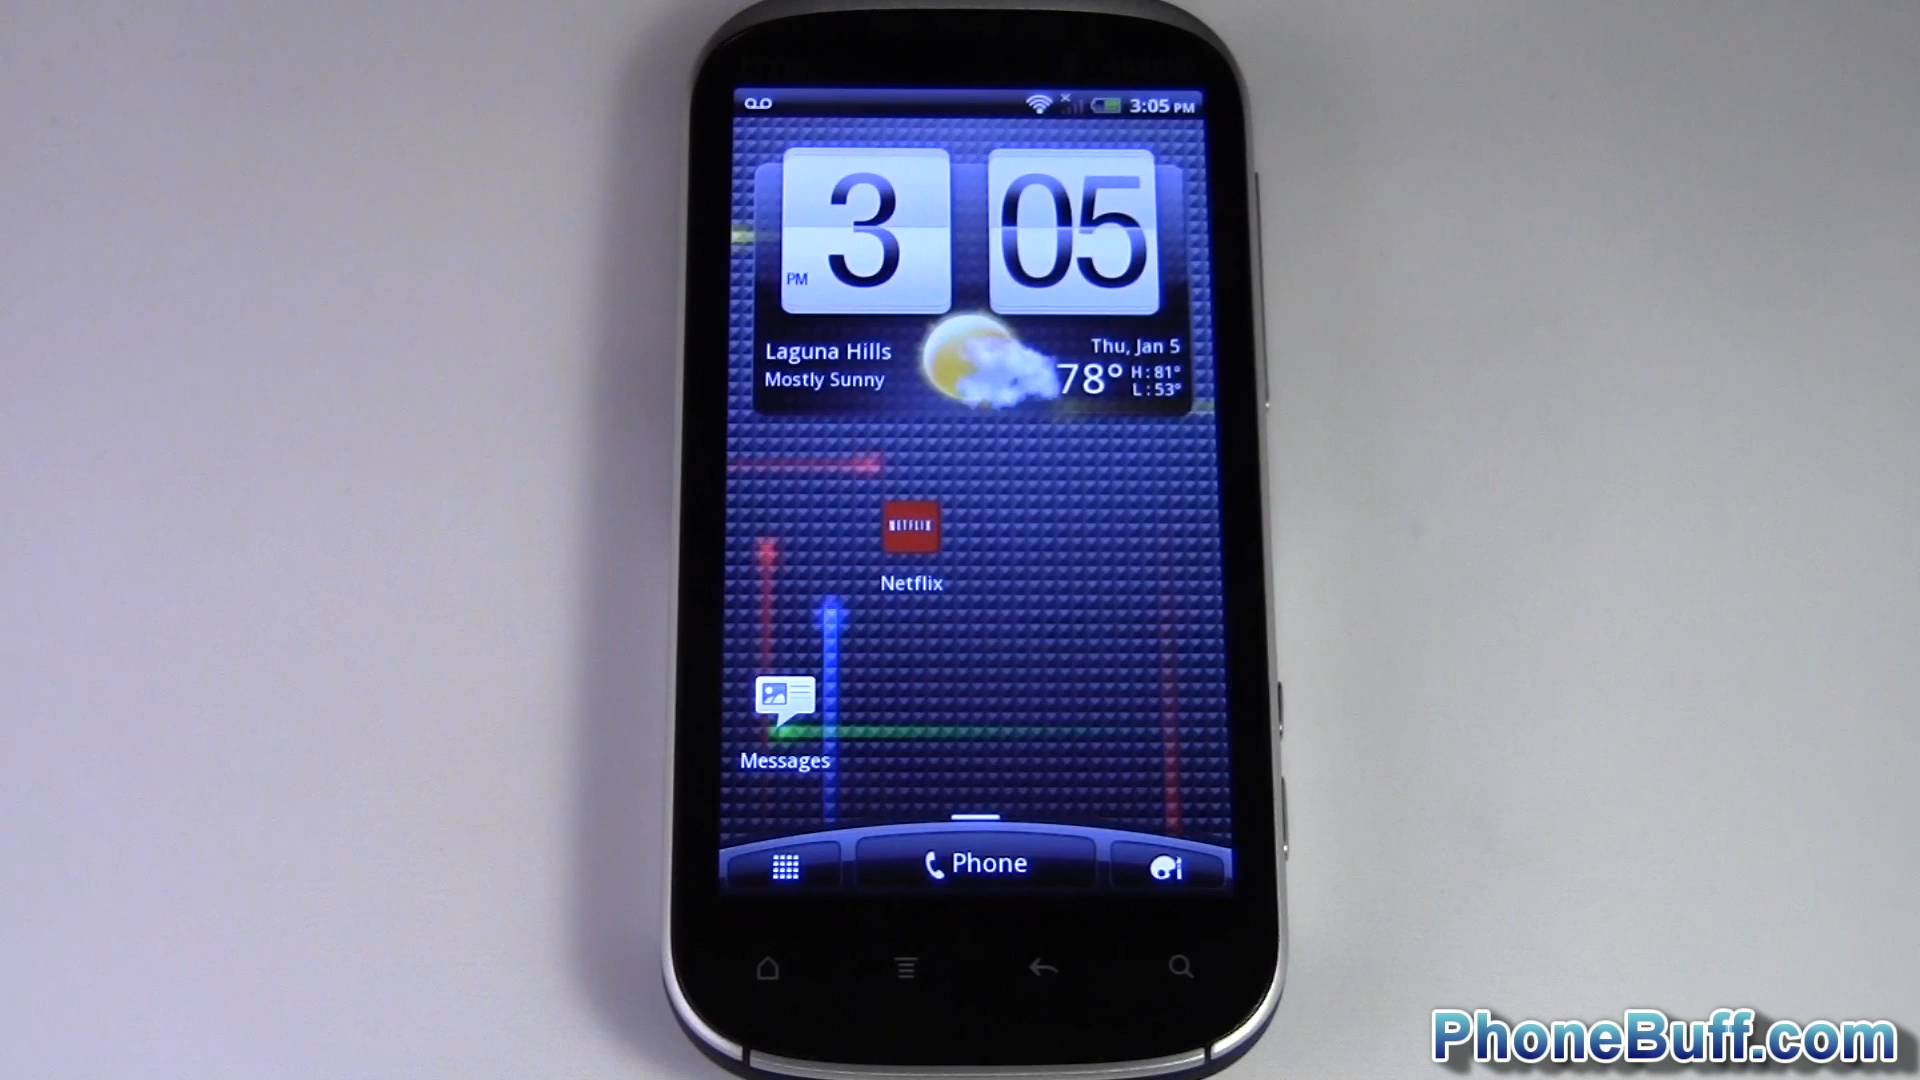 3:05 PM
3 05
PM
Laguna Hills
Thu, Jan 5
Mostly Sunny
78° H: 81°
L: 53°
NETFLIX
Netflix
Messages
Phone
PhoneBuff.com